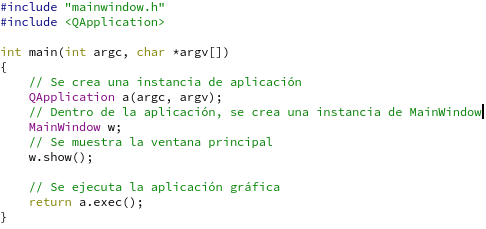 #include "mainwindow.h"
#include <QApplication>

int main(int argc, char *argv[])
{
    // Se crea una instancia de aplicación
    QApplication a(argc, argv);
    // Dentro de la aplicación, se crea una instancia de MainWindow
    MainWindow w;
    // Se muestra la ventana principal
    w.show();

    // Se ejecuta la aplicación gráfica
    return a.exec();
}